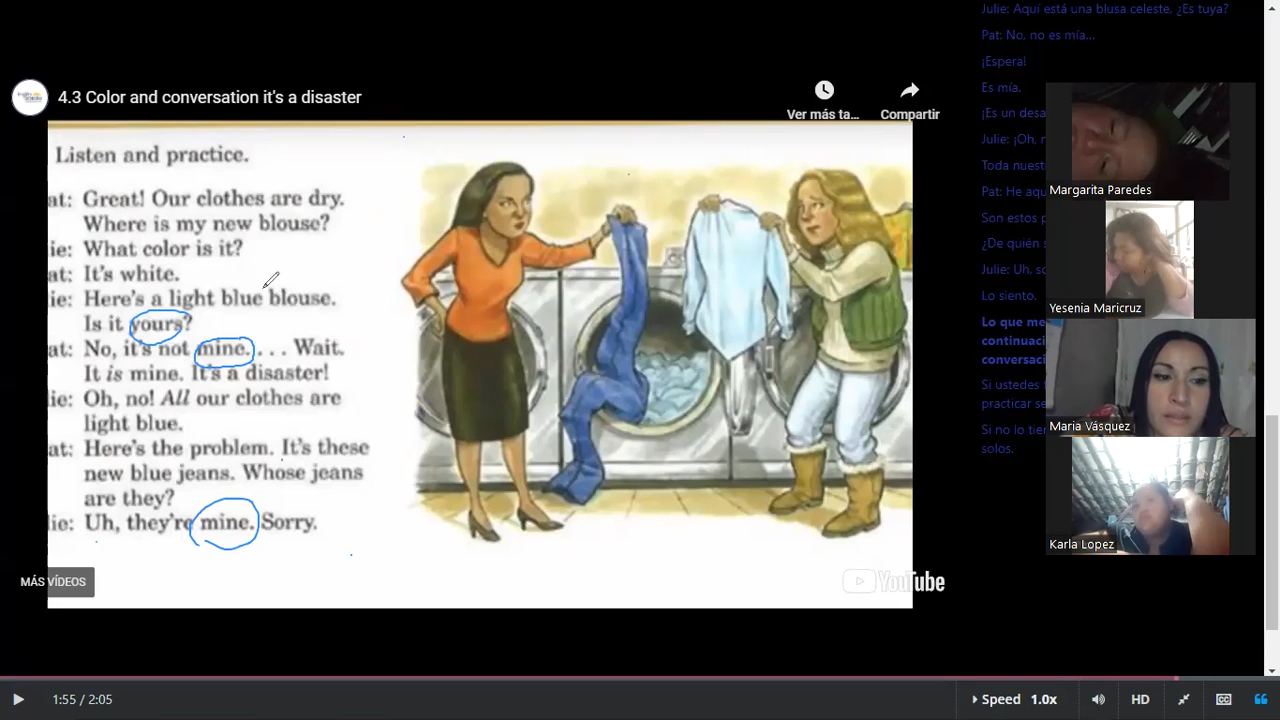 4.3 Color and conversation it's a disaster
Ver más ta...
Compartir
Listen and practice.
at: Great! Our clothes are dry.
Where is my new blouse?
ie: What color is it?
at: It's white.
ie: Here's a light blue blouse.
Is it yours?
at: No, it's not mine. . . . Wait.
It is mine. It's a disaster!
lie: Oh, no! All our clothes are
light blue.
at: Here's the problem. It's these
new blue jeans. Whose jeans
are they?
lie: Uh, they're mine. Sorry.
MÁS VÍDEOS
YouTube
Julie: Aquí está una blusa celeste. ¿Es tuya?
Pat: No, no es mía...
¡Espera!
Es mía.
¡Es un desa
Julie: ¡Oh, n
Toda nuest
Pat: He aqu
Son estos p
¿De quién s
Julie: Uh, so
Lo siento.
Lo que me
continuació
conversaci
Si ustedes t
practicar se
Si no lo tie
solos.
Margarita Paredes
Yesenia Maricruz
Maria Vásquez
Karla Lopez
1:55 / 2:05
Speed 1.0x
HD
CC